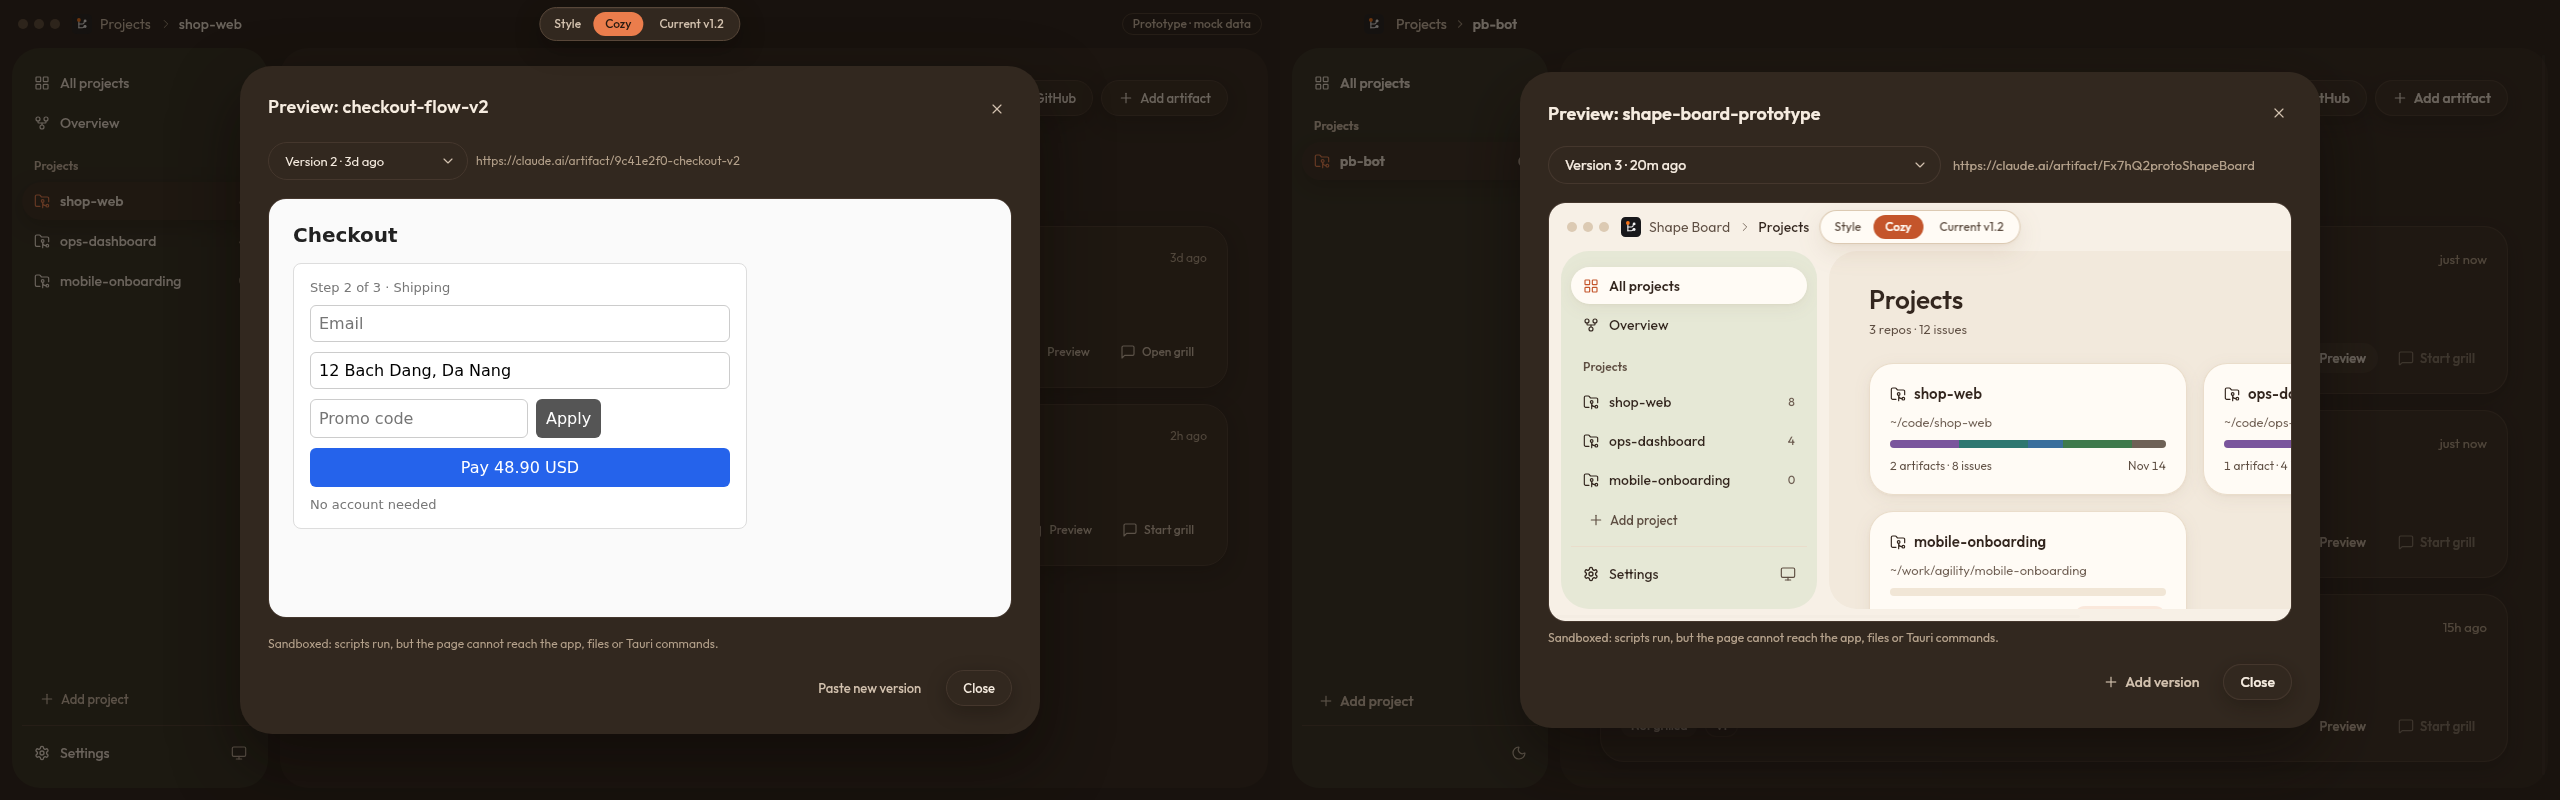 Projects > shop-web
Style Cozy Current v1.2
Prototype · mock data
All projects
Overview
Projects
shop-web
ops-dashboard
mobile-onboarding
Add project
Settings
GitHub
Add artifact
3d ago
Preview Open grill
2h ago
Preview Start grill
Preview: checkout-flow-v2
Version 2 · 3d ago
https://claude.ai/artifact/9c41e2f0-checkout-v2
Checkout
Step 2 of 3 · Shipping
Email
12 Bach Dang, Da Nang
Promo code Apply
Pay 48.90 USD
No account needed
Sandboxed: scripts run, but the page cannot reach the app, files or Tauri commands.
Paste new version Close
Projects > pb-bot
All projects
Projects
pb-bot
Add project
tHub
Add artifact
just now
Preview Start grill
just now
Preview Start grill
15h ago
Preview Start grill
Preview: shape-board-prototype
Version 3 · 20m ago
https://claude.ai/artifact/Fx7hQ2protoShapeBoard
Shape Board > Projects
Style Cozy Current v1.2
All projects
Overview
Projects
shop-web 8
ops-dashboard 4
mobile-onboarding 0
Add project
Settings
Projects
3 repos · 12 issues
shop-web
~/code/shop-web
2 artifacts · 8 issues Nov 14
ops-da
~/code/ops-
1 artifact · 4
mobile-onboarding
~/work/agility/mobile-onboarding
Sandboxed: scripts run, but the page cannot reach the app, files or Tauri commands.
Add version Close